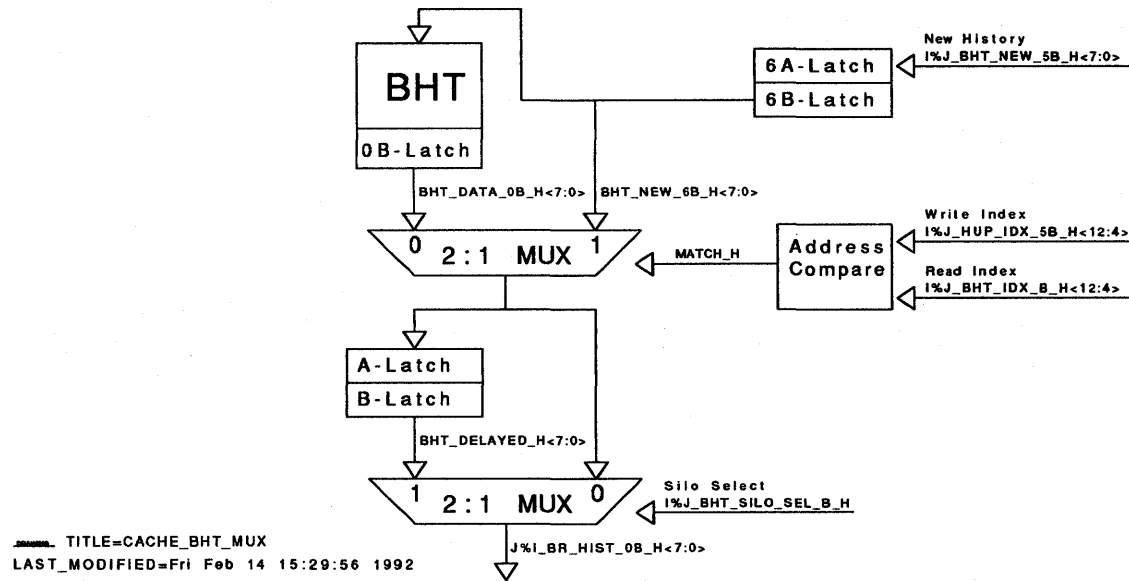 New History
I%J_BHT_NEW_5B_H<7:0>
6A-Latch
6B-Latch
BHT
0B-Latch
BHT_DATA_0B_H<7:0>
BHT_NEW_6B_H<7:0>
0 2:1 MUX 1
MATCH_H
Address
Compare
Write Index
I%J_HUP_IDX_5B_H<12:4>
Read Index
I%J_BHT_IDX_B_H<12:4>
A-Latch
B-Latch
BHT_DELAYED_H<7:0>
1 2:1 MUX 0
Silo Select
I%J_BHT_SILO_SEL_B_H
J%I_BR_HIST_0B_H<7:0>
TITLE=CACHE_BHT_MUX
LAST_MODIFIED=Fri Feb 14 15:29:56 1992